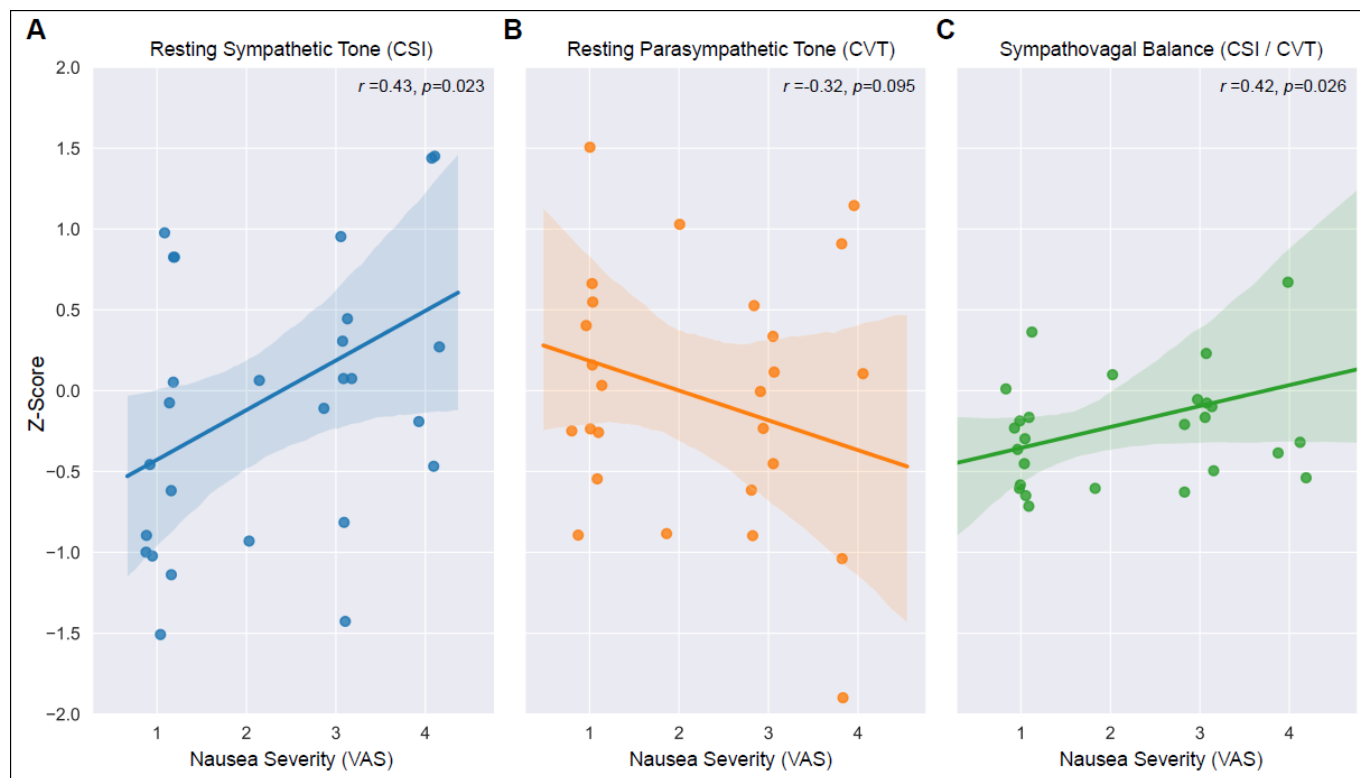 A
Resting Sympathetic Tone (CSI)
B
Resting Parasympathetic Tone (CVT)
C
Sympathovagal Balance (CSI / CVT)
r =0.43, p=0.023
r =-0.32, p=0.095
r =0.42, p=0.026
Z-Score
2.0
1.5
1.0
0.5
0.0
−0.5
−1.0
−1.5
−2.0
1 2 3 4
Nausea Severity (VAS)
1 2 3 4
Nausea Severity (VAS)
1 2 3 4
Nausea Severity (VAS)